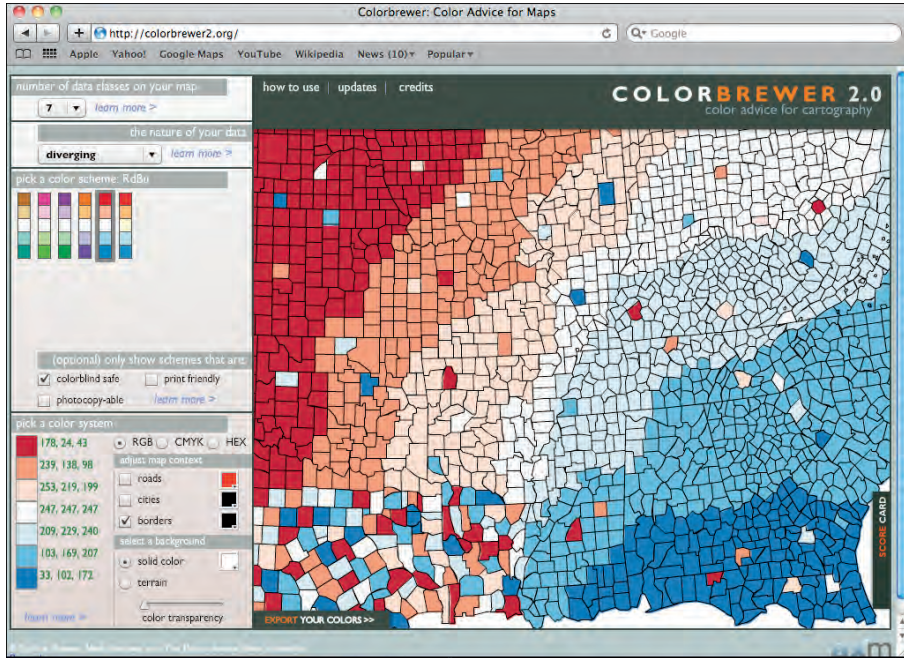 Colorbrewer: Color Advice for Maps
http://colorbrewer2.org/
Google
Apple Yahoo! Google Maps YouTube Wikipedia News (10) Popular
number of data classes on your map
7 learn more >
the nature of your data
diverging learn more >
pick a color scheme: RdBu
(optional) only show schemes that are:
colorblind safe print friendly
photocopy-able learn more >
pick a color system
178, 24, 43 RGB CMYK HEX
239, 138, 98
253, 219, 199
247, 247, 247
209, 229, 240
103, 169, 207
33, 102, 172
learn more >
adjust map context
roads
cities
borders
select a background
solid color
terrain
color transparency
how to use | updates | credits
COLORBREWER 2.0
color advice for cartography
SCORE CARD
EXPORT YOUR COLORS >>
axm